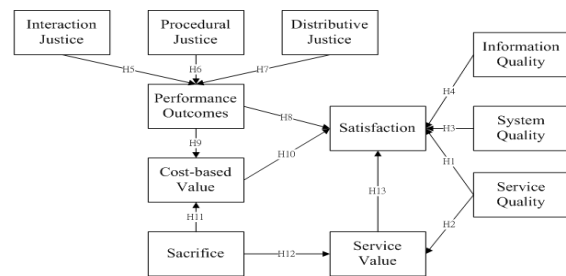 Interaction
Justice
Procedural
Justice
Distributive
Justice
Information
Quality
H5
H6
H7
H4
Performance
Outcomes
H8
Satisfaction
H3
System
Quality
H9
H10
H1
Cost-based
Value
H13
Service
Quality
H11
H2
Sacrifice
H12
Service
Value